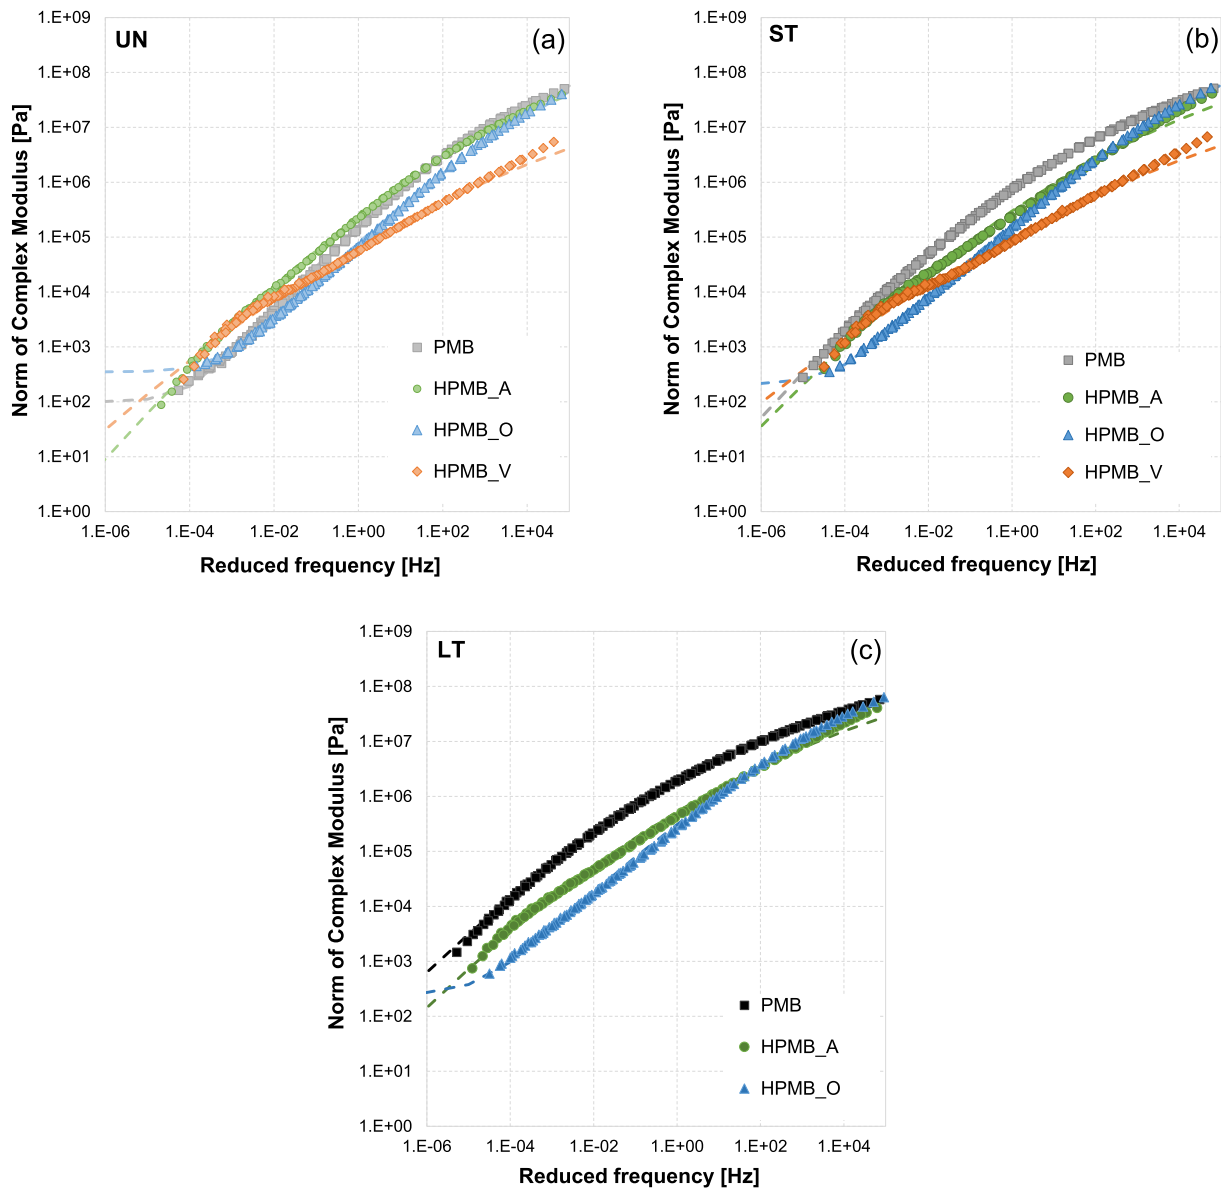 UN
(a)
Norm of Complex Modulus [Pa]
1.E+09
1.E+08
1.E+07
1.E+06
1.E+05
1.E+04
1.E+03
1.E+02
1.E+01
1.E+00
PMB
HPMB_A
HPMB_O
HPMB_V
1.E-06 1.E-04 1.E-02 1.E+00 1.E+02 1.E+04
Reduced frequency [Hz]
ST
(b)
Norm of Complex Modulus [Pa]
1.E+09
1.E+08
1.E+07
1.E+06
1.E+05
1.E+04
1.E+03
1.E+02
1.E+01
1.E+00
PMB
HPMB_A
HPMB_O
HPMB_V
1.E-06 1.E-04 1.E-02 1.E+00 1.E+02 1.E+04
Reduced frequency [Hz]
LT
(c)
Norm of Complex Modulus [Pa]
1.E+09
1.E+08
1.E+07
1.E+06
1.E+05
1.E+04
1.E+03
1.E+02
1.E+01
1.E+00
PMB
HPMB_A
HPMB_O
1.E-06 1.E-04 1.E-02 1.E+00 1.E+02 1.E+04
Reduced frequency [Hz]